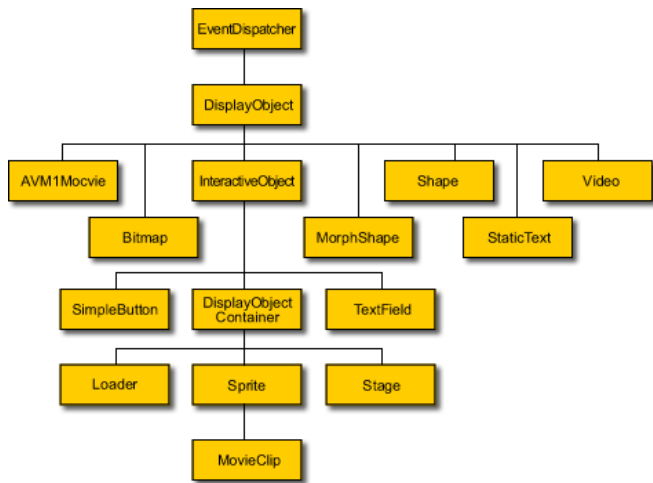 EventDispatcher
DisplayObject
AVM1Mocvie
InteractiveObject
Shape
Video
Bitmap
MorphShape
StaticText
SimpleButton
DisplayObject
Container
TextField
Loader
Sprite
Stage
MovieClip